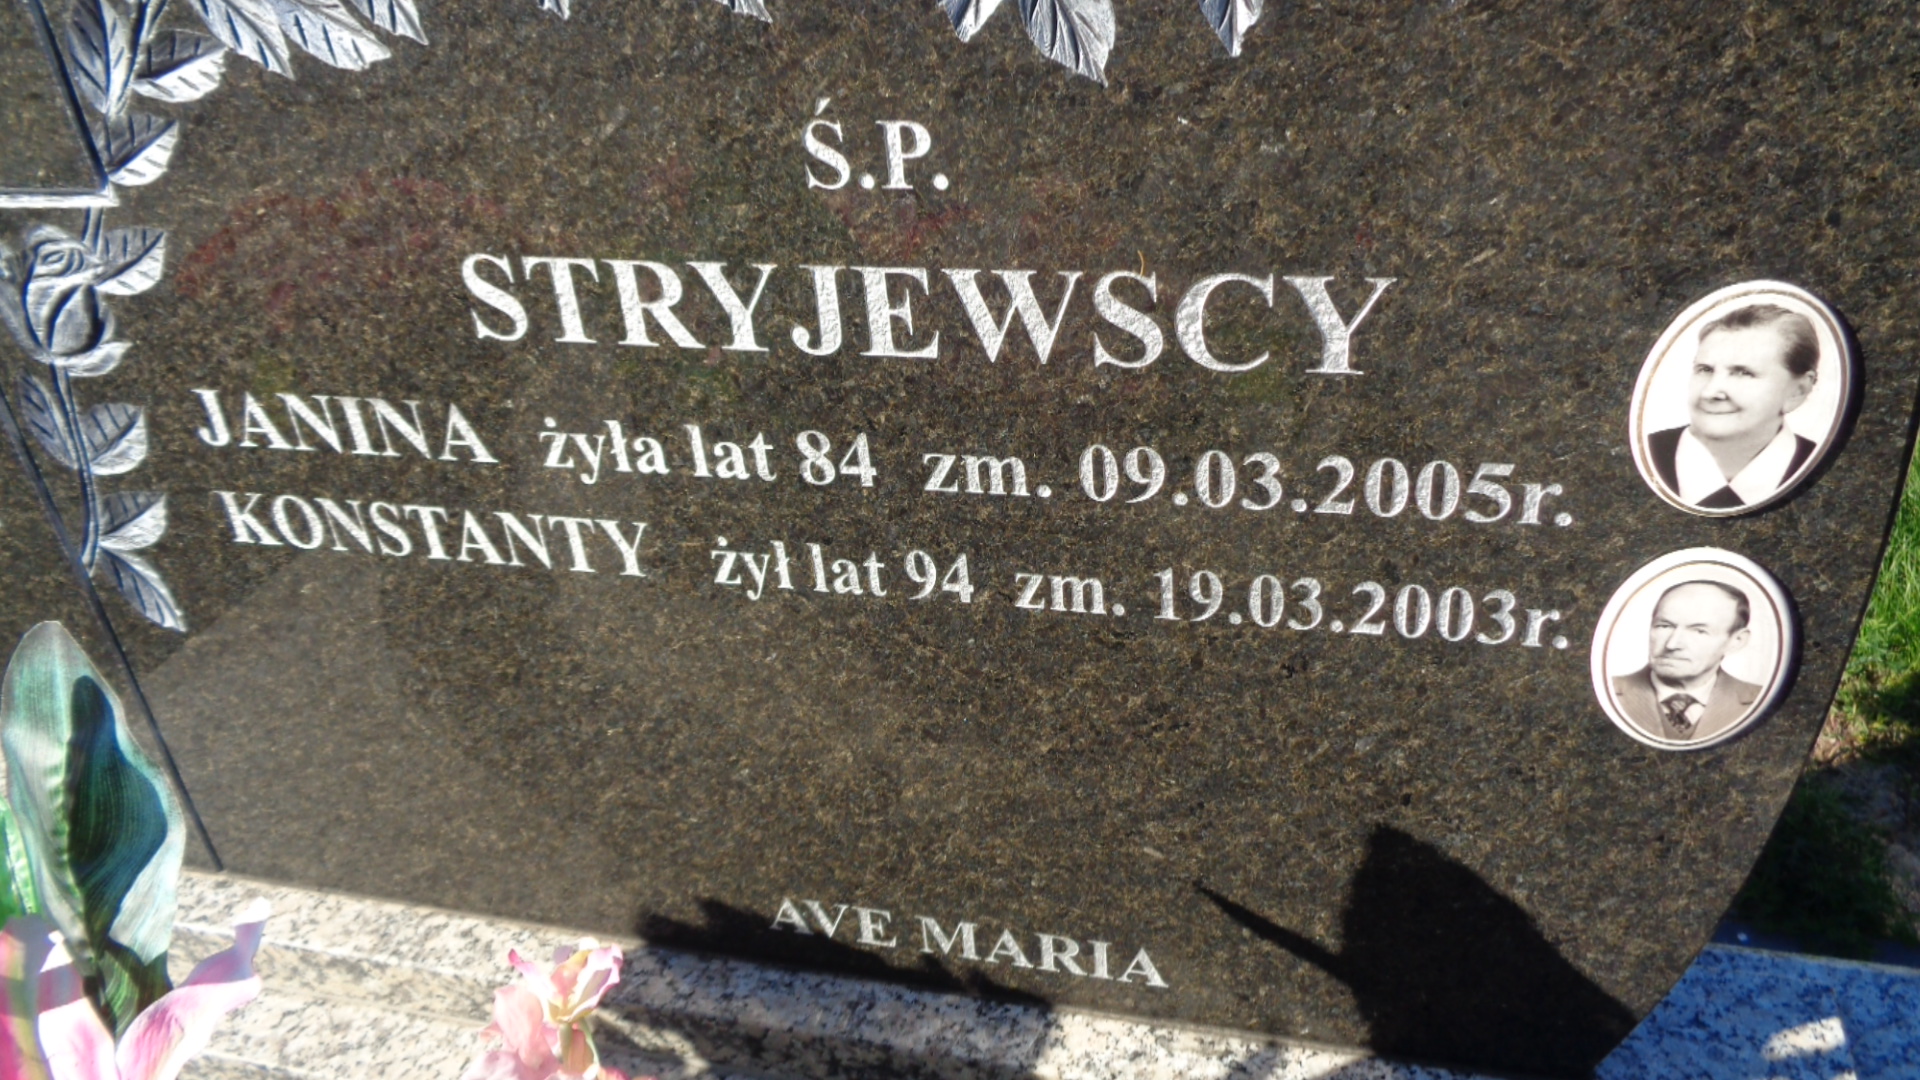 Ś.P.
STRYJEWSCY
JANINA żyła lat 84 zm. 09.03.2005r.
KONSTANTY żył lat 94 zm. 19.03.2003r.
AVE MARIA